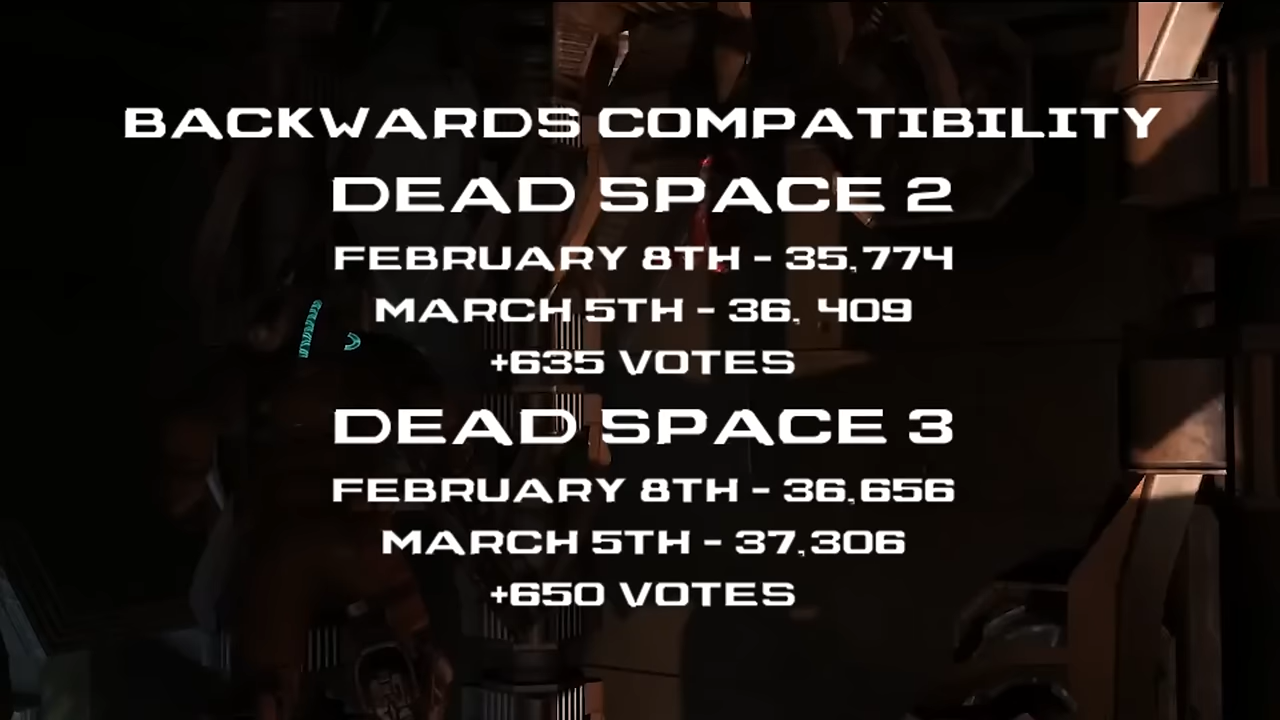 BACKWARDS COMPATIBILITY
DEAD SPACE 2
FEBRUARY 8TH - 35,774
MARCH 5TH - 36, 409
+635 VOTES
DEAD SPACE 3
FEBRUARY 8TH - 36,656
MARCH 5TH - 37,306
+650 VOTES